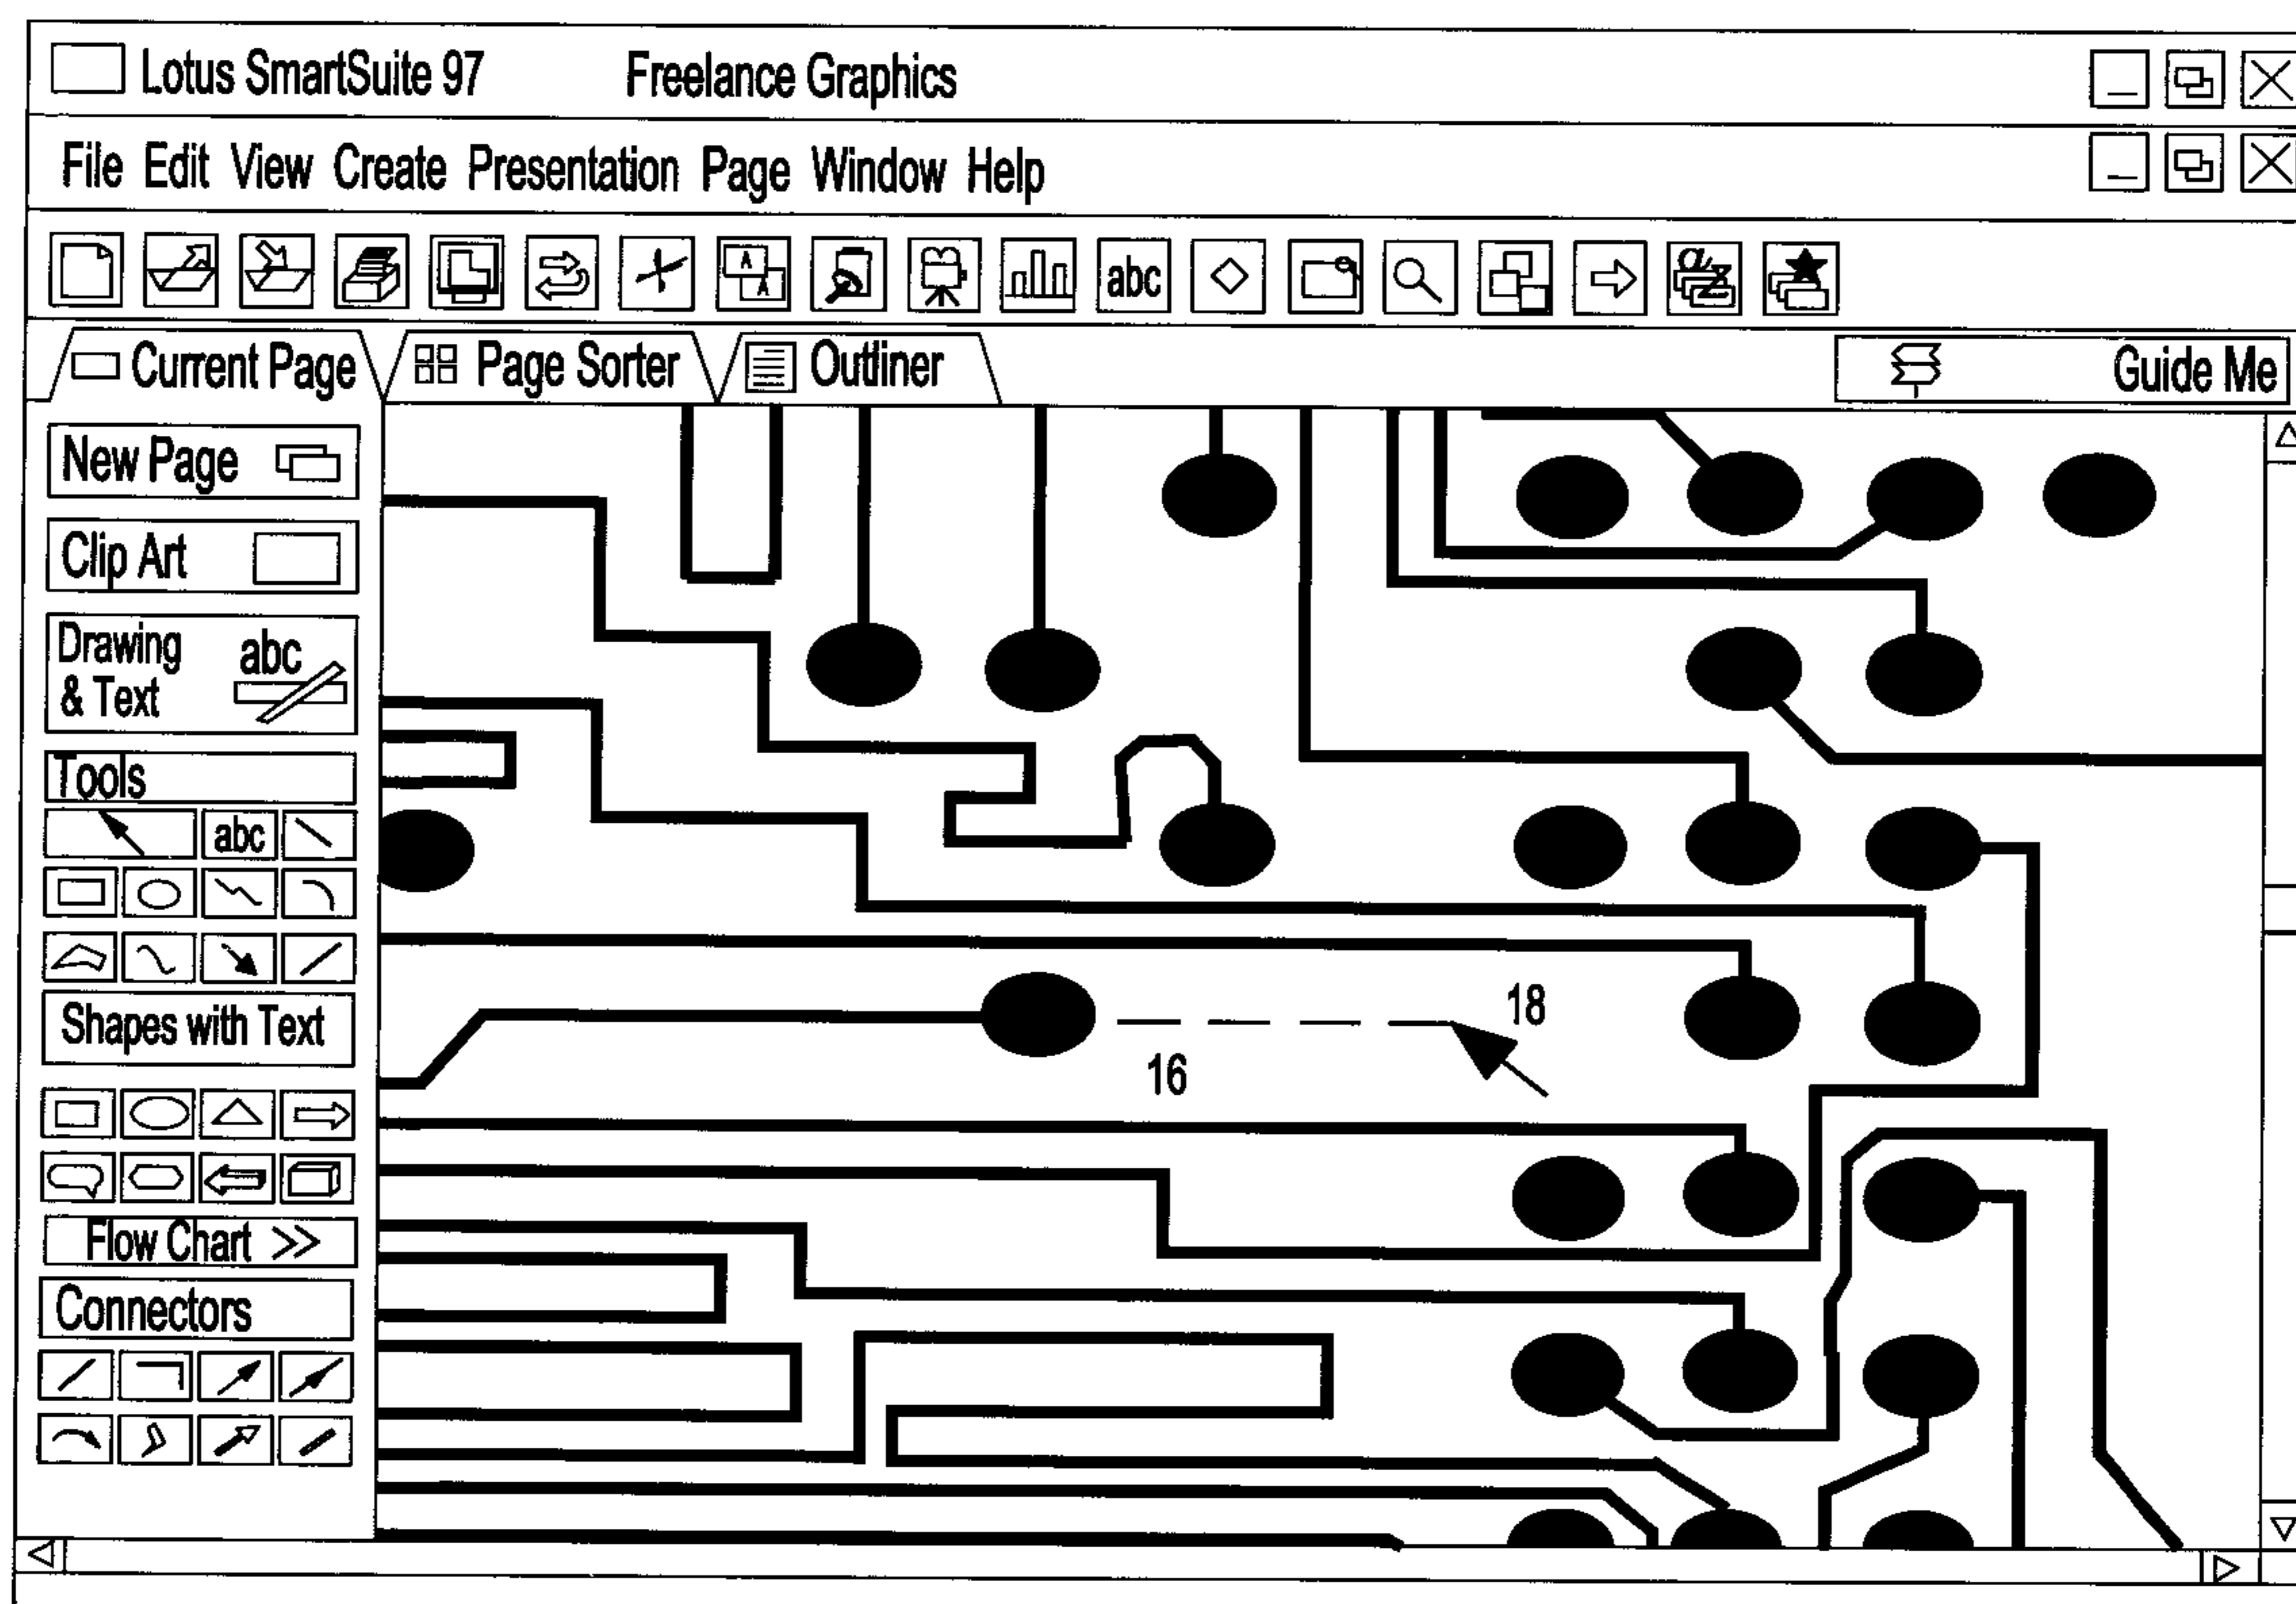 Lotus SmartSuite 97 Freelance Graphics
File Edit View Create Presentation Page Window Help
A
A
abc
a
Z
Current Page Page Sorter Outliner Guide Me
New Page
Clip Art
Drawing abc
& Text
Tools
abc
Shapes with Text
18
16
Flow Chart >>
Connectors